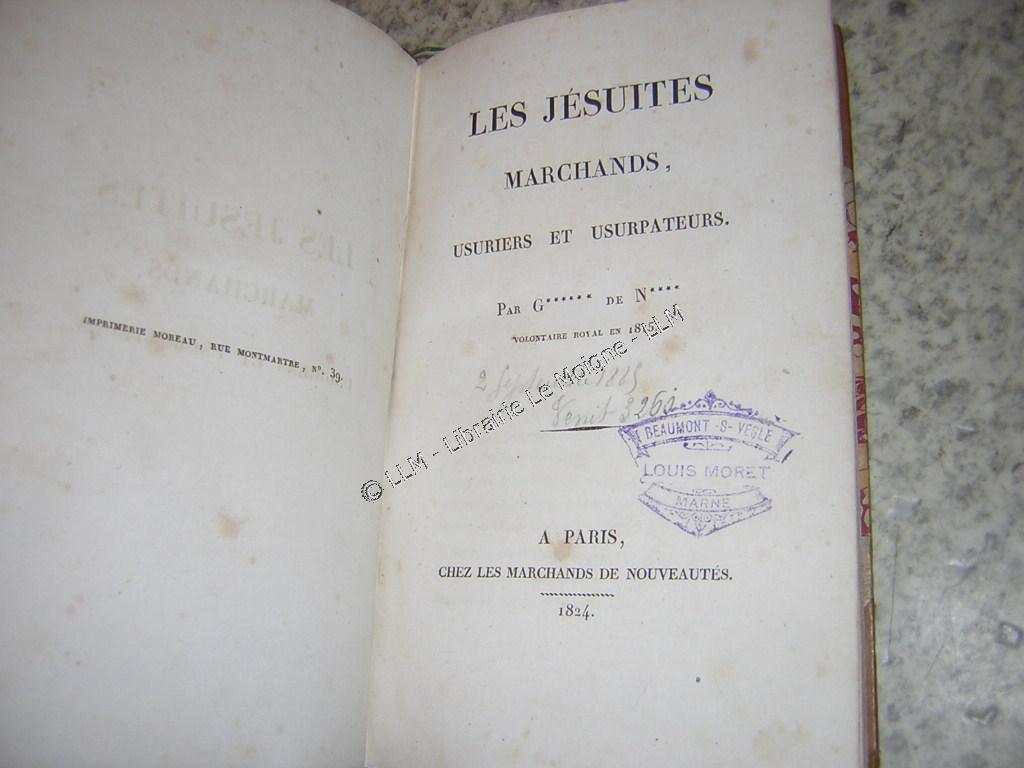 IMPRIMERIE MOREAU, RUE MONTMARTRE, N°. 39.
LES JÉSUITES
MARCHANDS,
USURIERS ET USURPATEURS.
PAR G****** DE N****
VOLONTAIRE ROYAL EN 1815.
© LLM - Librairie Le Moigne - LLM
BEAUMONT-S-VESLE
LOUIS MORET
MARNE
A PARIS,
CHEZ LES MARCHANDS DE NOUVEAUTÉS.
1824.